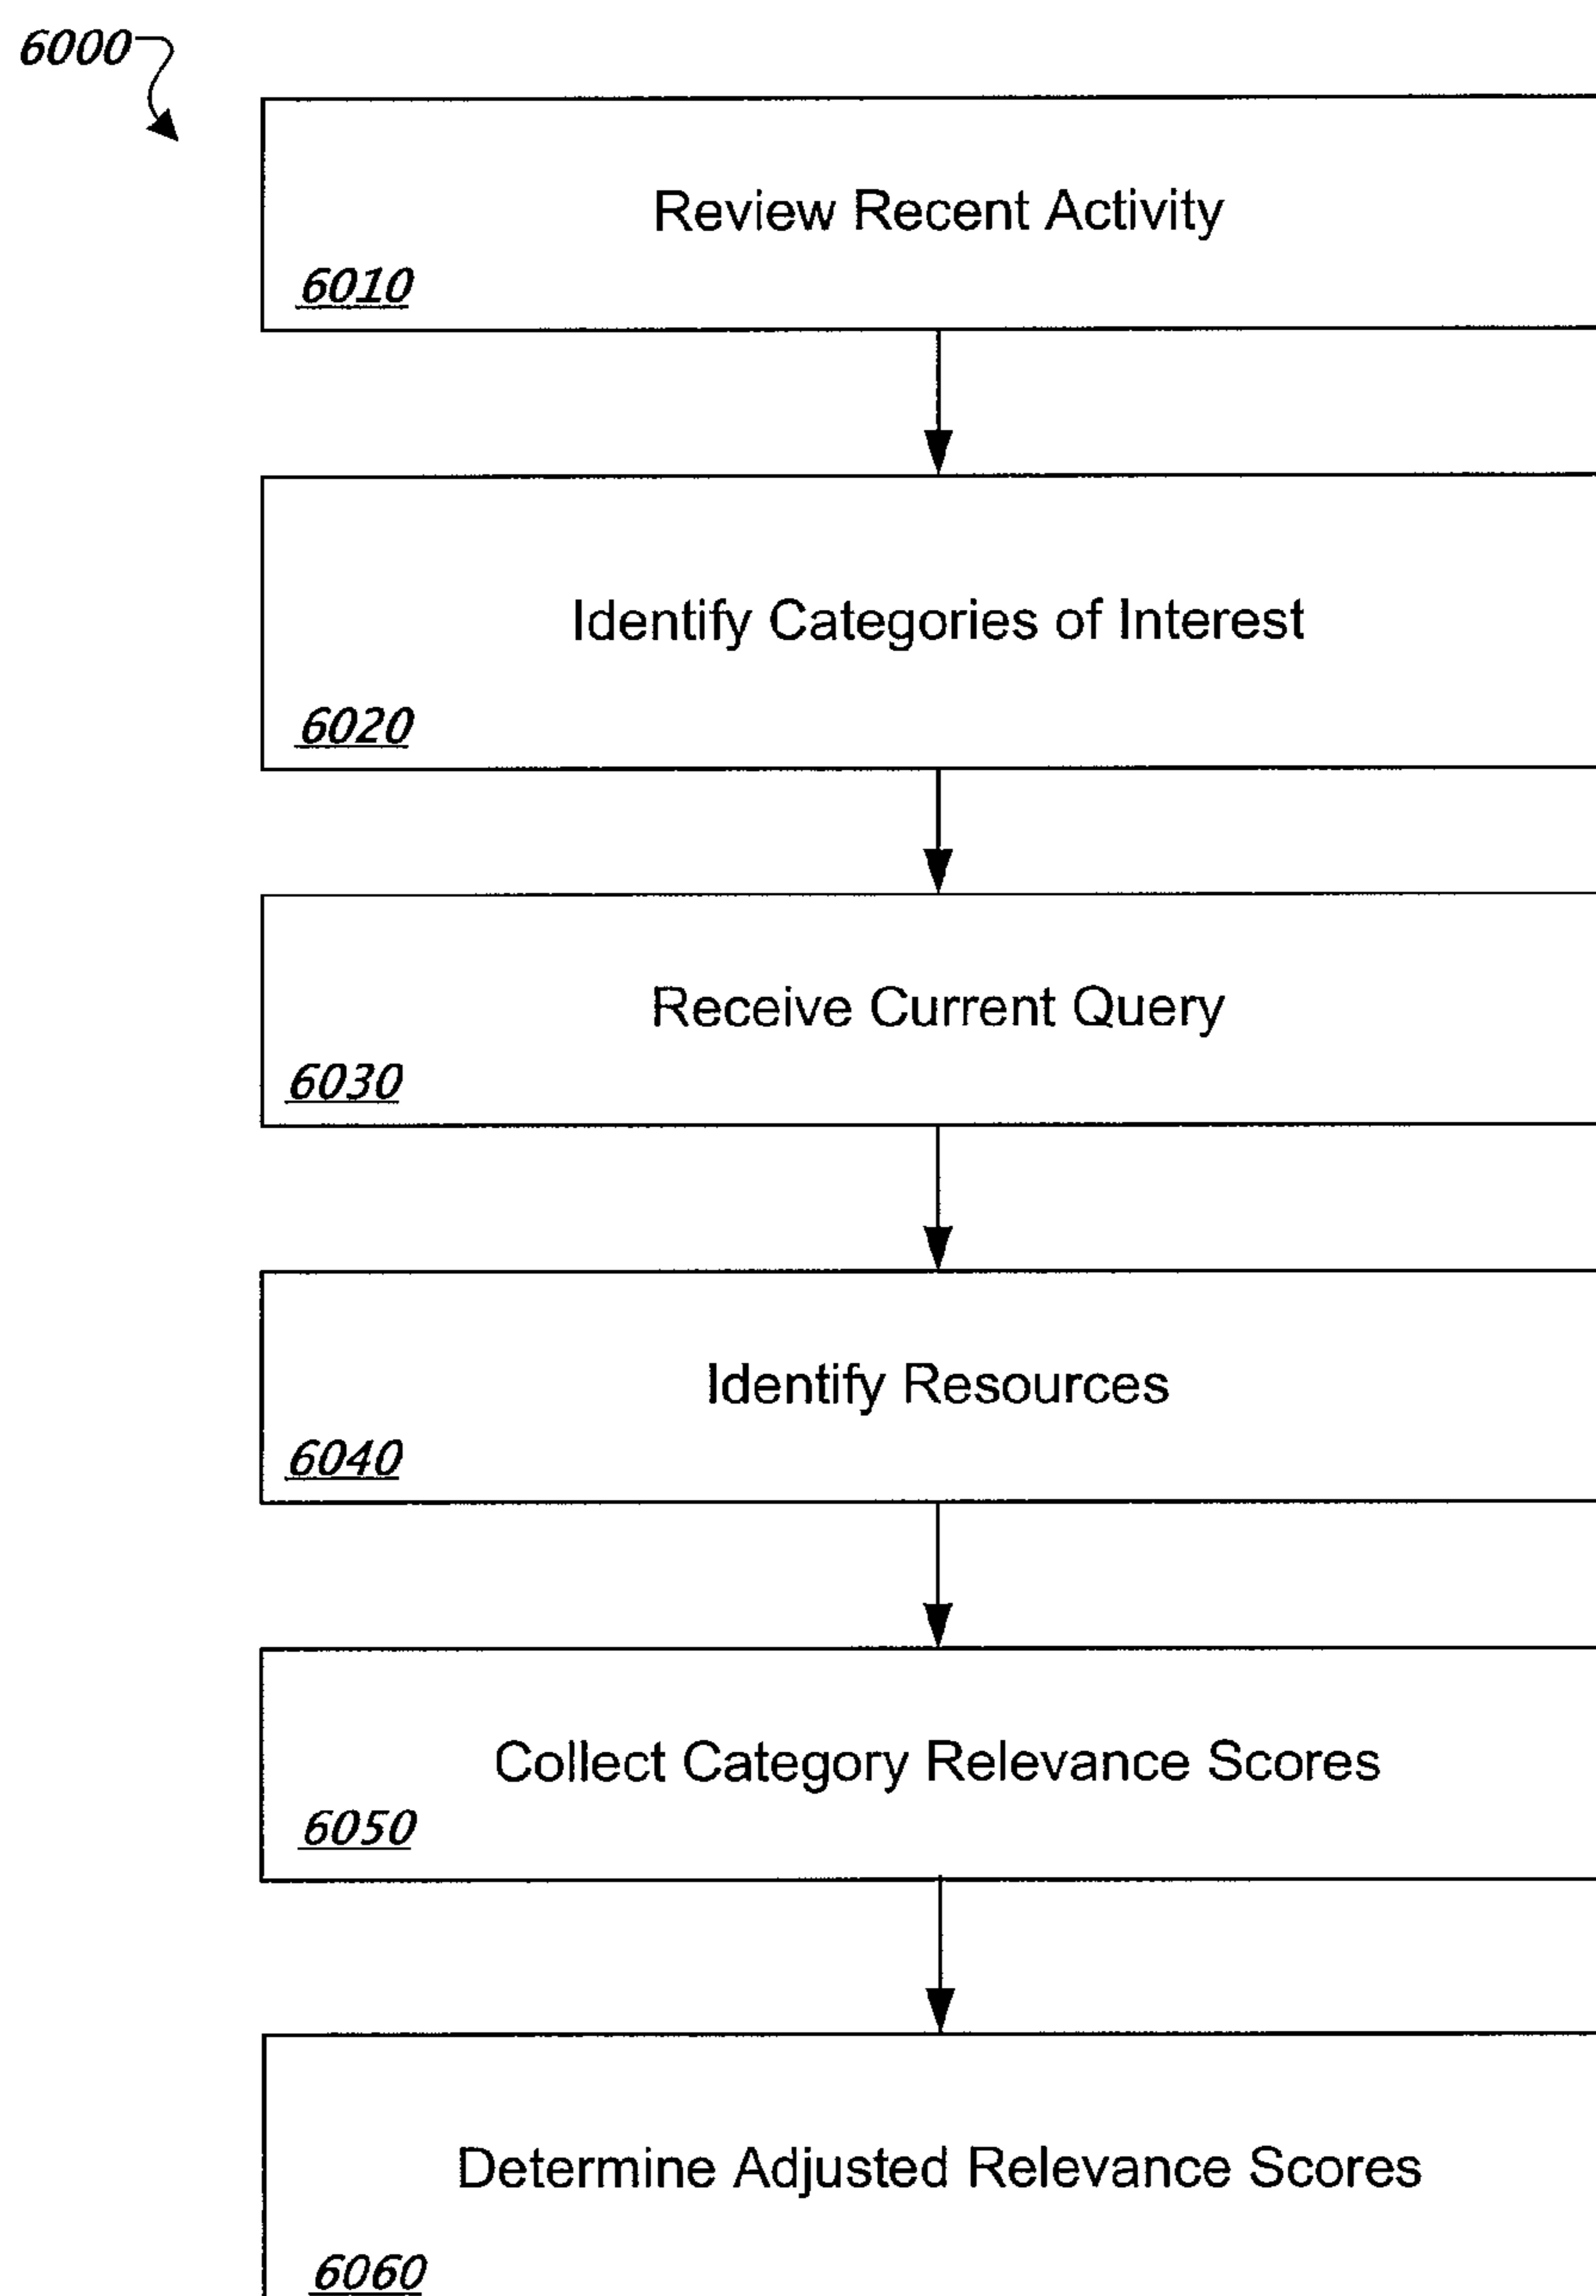 6000
Review Recent Activity
6010
Identify Categories of Interest
6020
Receive Current Query
6030
Identify Resources
6040
Collect Category Relevance Scores
6050
Determine Adjusted Relevance Scores
6060